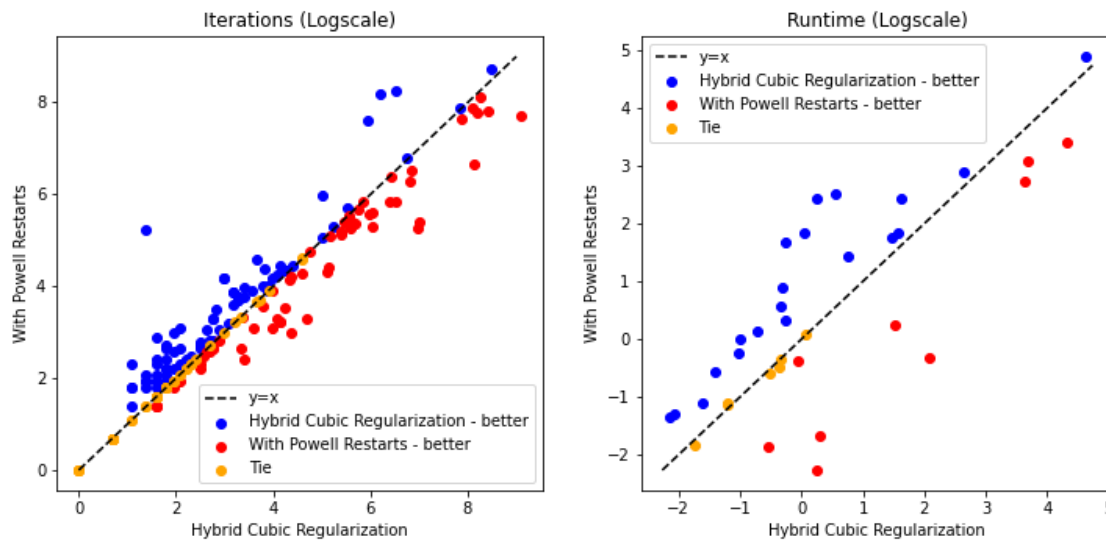 Iterations (Logscale)
With Powell Restarts
8
6
4
2
0
y=x
Hybrid Cubic Regularization - better
With Powell Restarts - better
Tie
0 2 4 6 8
Hybrid Cubic Regularization
Runtime (Logscale)
With Powell Restarts
5
4
3
2
1
0
−1
−2
y=x
Hybrid Cubic Regularization - better
With Powell Restarts - better
Tie
−2 −1 0 1 2 3 4 5
Hybrid Cubic Regularization